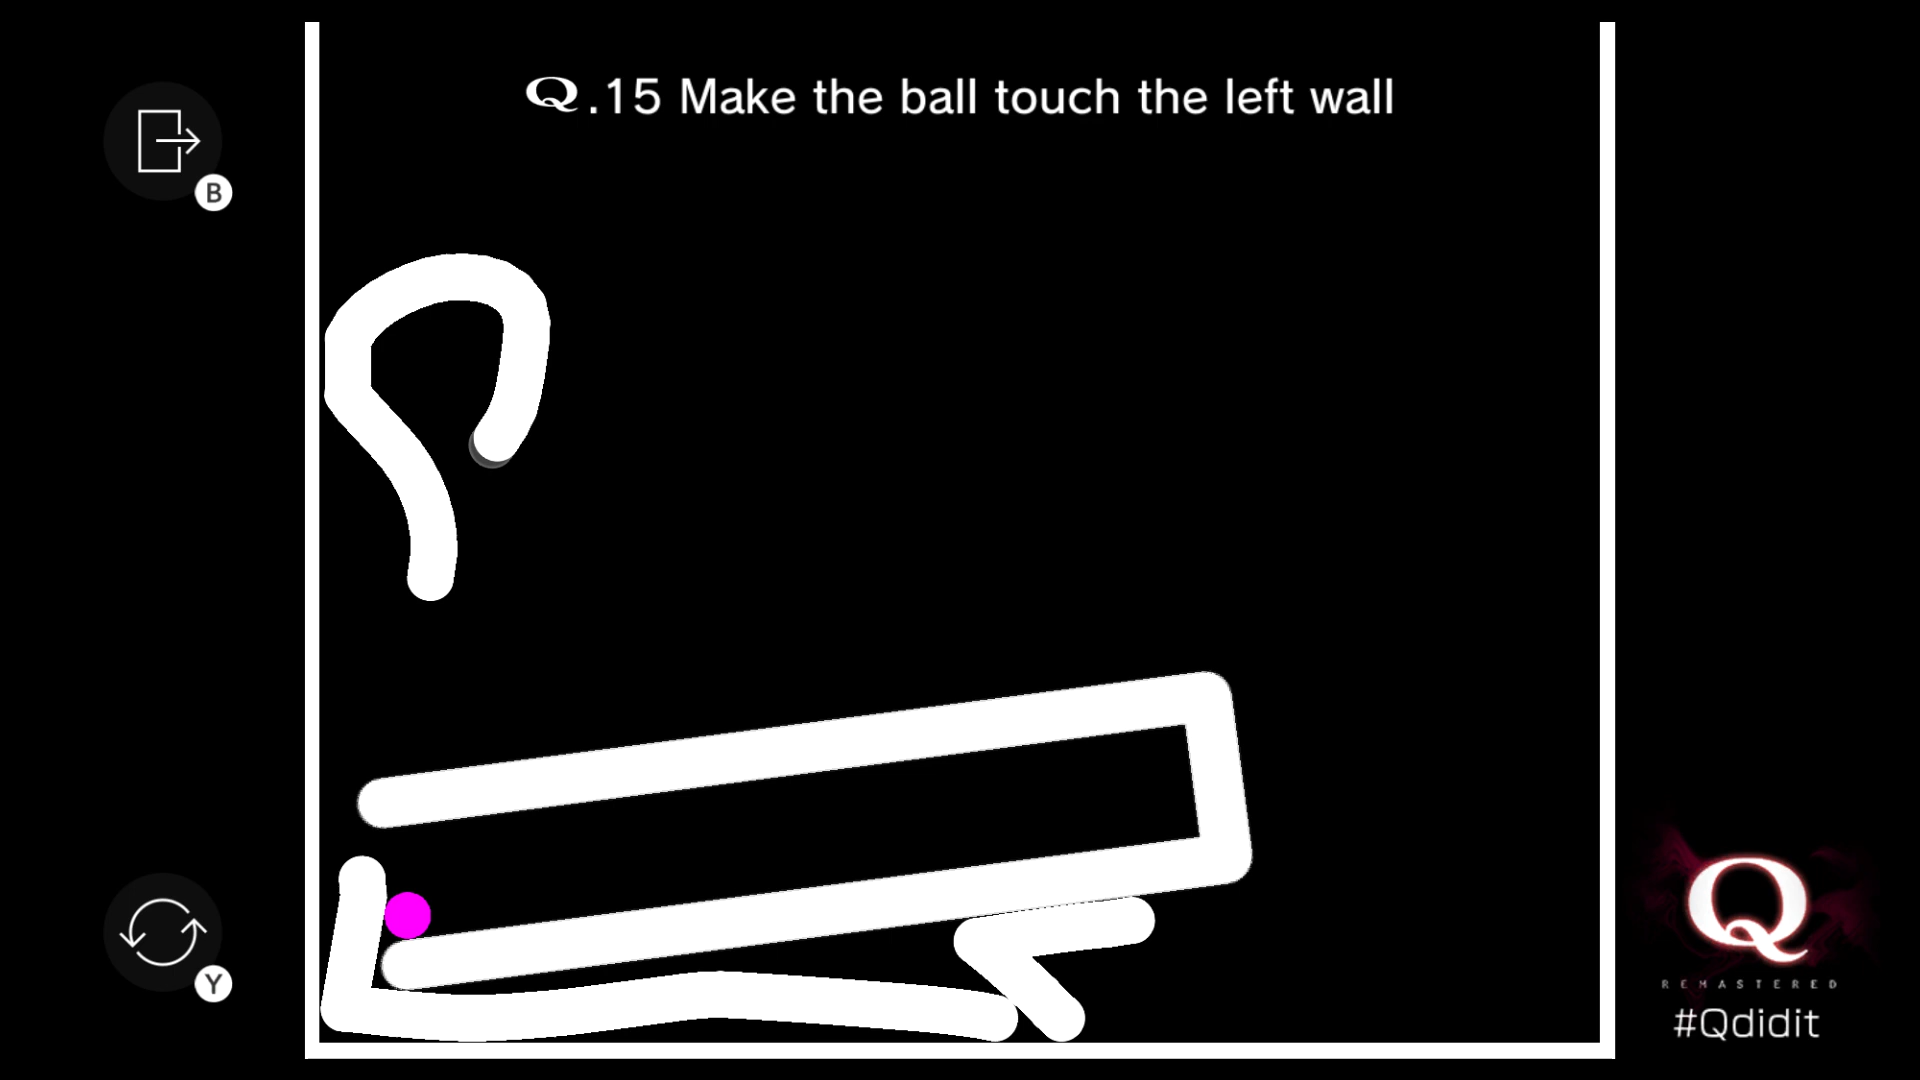 Q.15 Make the ball touch the left wall
B
Y
Q
REMASTERED
#Qdidit